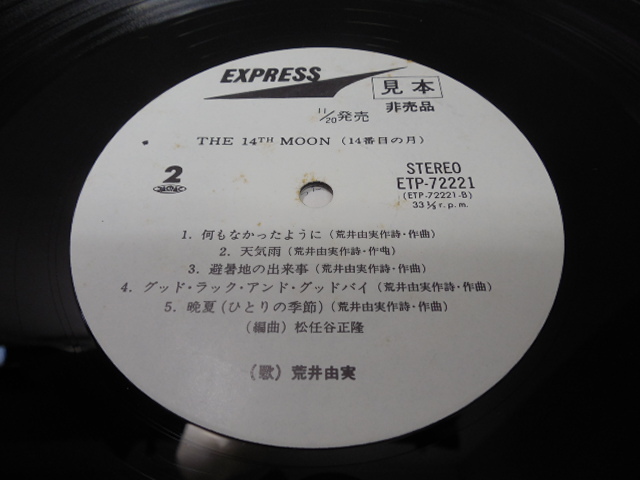 EXPRESS
見本
非売品
11/20発売
THE 14TH MOON (14番目の月)
2
STEREO
ETP-72221
(ETP-72221-B)
33⅓ r.p.m.
1. 何もなかったように (荒井由実作詩・作曲)
2. 天気雨 (荒井由実作詩・作曲)
3. 避暑地の出来事 (荒井由実作詩・作曲)
4. グッド・ラック・アンド・グッドバイ (荒井由実作詩・作曲)
5. 晩夏 (ひとりの季節) (荒井由実作詩・作曲)
(編曲) 松任谷正隆
(歌) 荒井由実